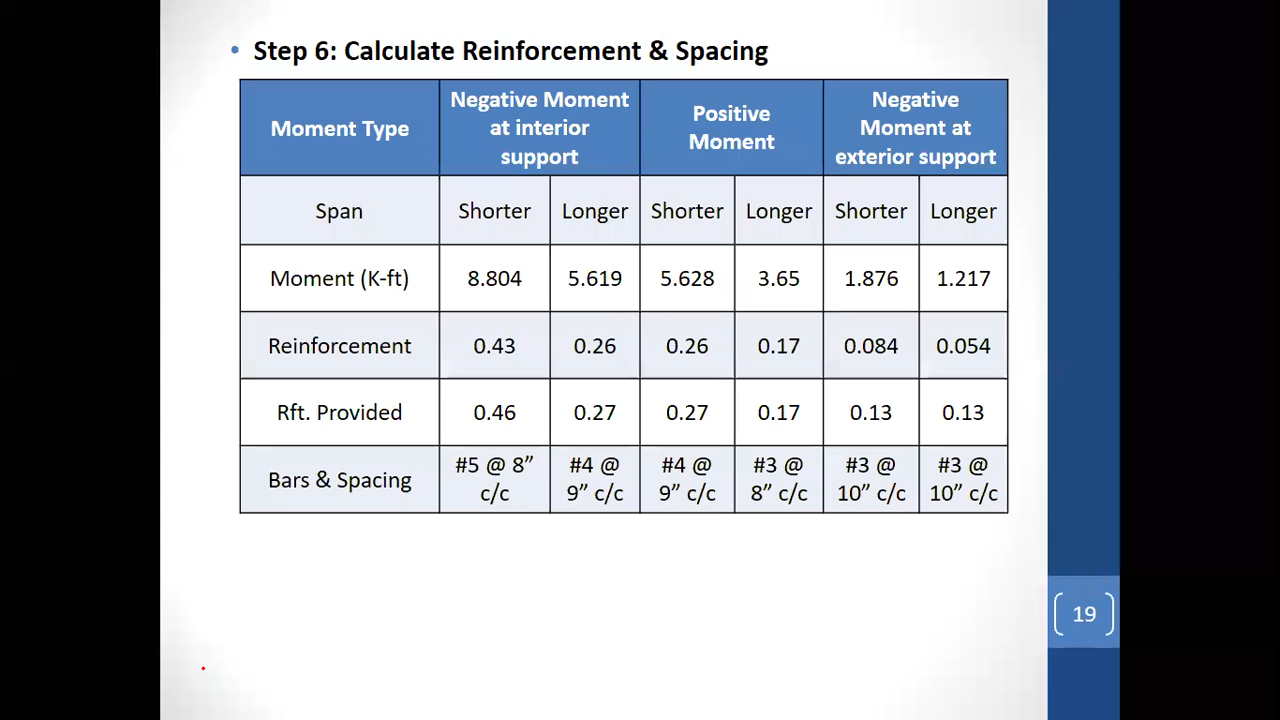 • Step 6: Calculate Reinforcement & Spacing
Moment Type
Negative Moment
at interior
support
Positive
Moment
Negative
Moment at
exterior support
Span
Shorter
Longer
Shorter
Longer
Shorter
Longer
Moment (K-ft)
8.804
5.619
5.628
3.65
1.876
1.217
Reinforcement
0.43
0.26
0.26
0.17
0.084
0.054
Rft. Provided
0.46
0.27
0.27
0.17
0.13
0.13
Bars & Spacing
#5 @ 8”
c/c
#4 @
9” c/c
#4 @
9” c/c
#3 @
8” c/c
#3 @
10” c/c
#3 @
10” c/c
19